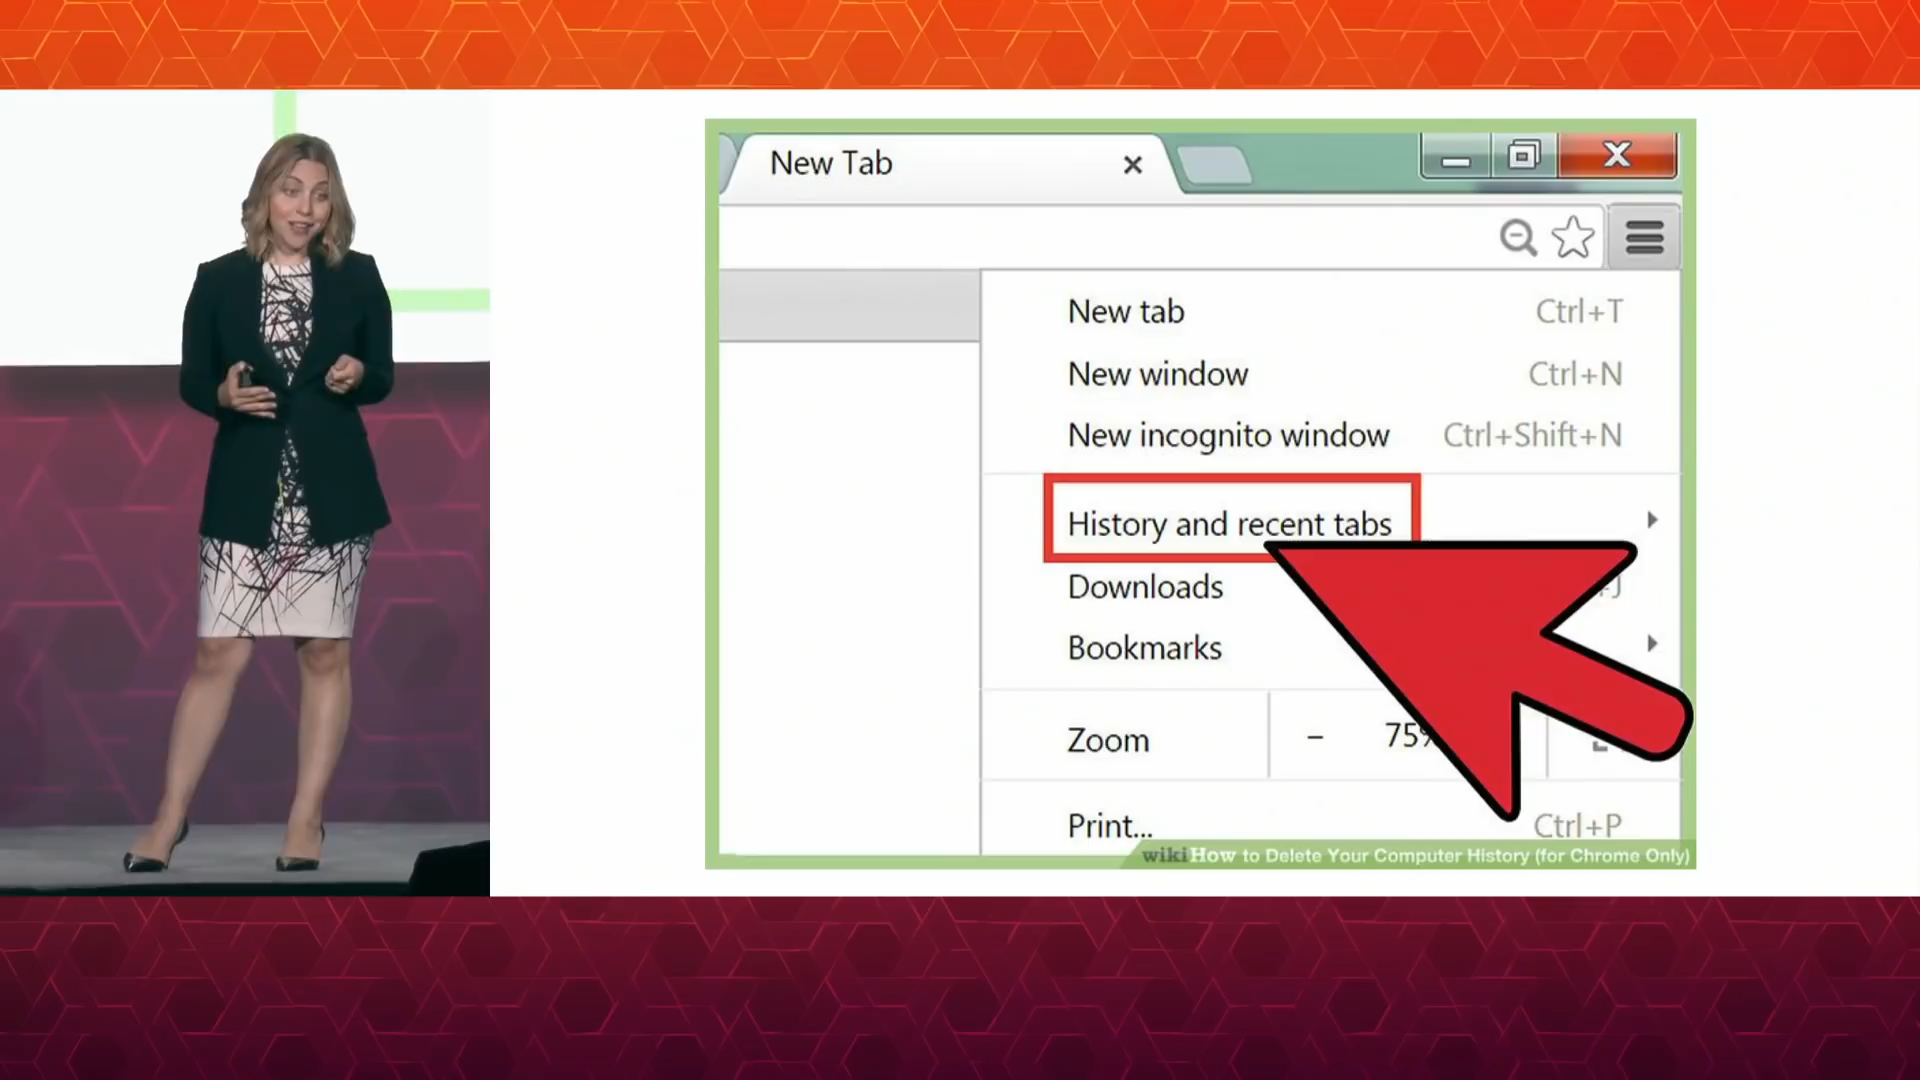 New Tab
New tab Ctrl+T
New window Ctrl+N
New incognito window Ctrl+Shift+N
History and recent tabs
Downloads
Bookmarks
Zoom − 75%
Print... Ctrl+P
wikiHow to Delete Your Computer History (for Chrome Only)